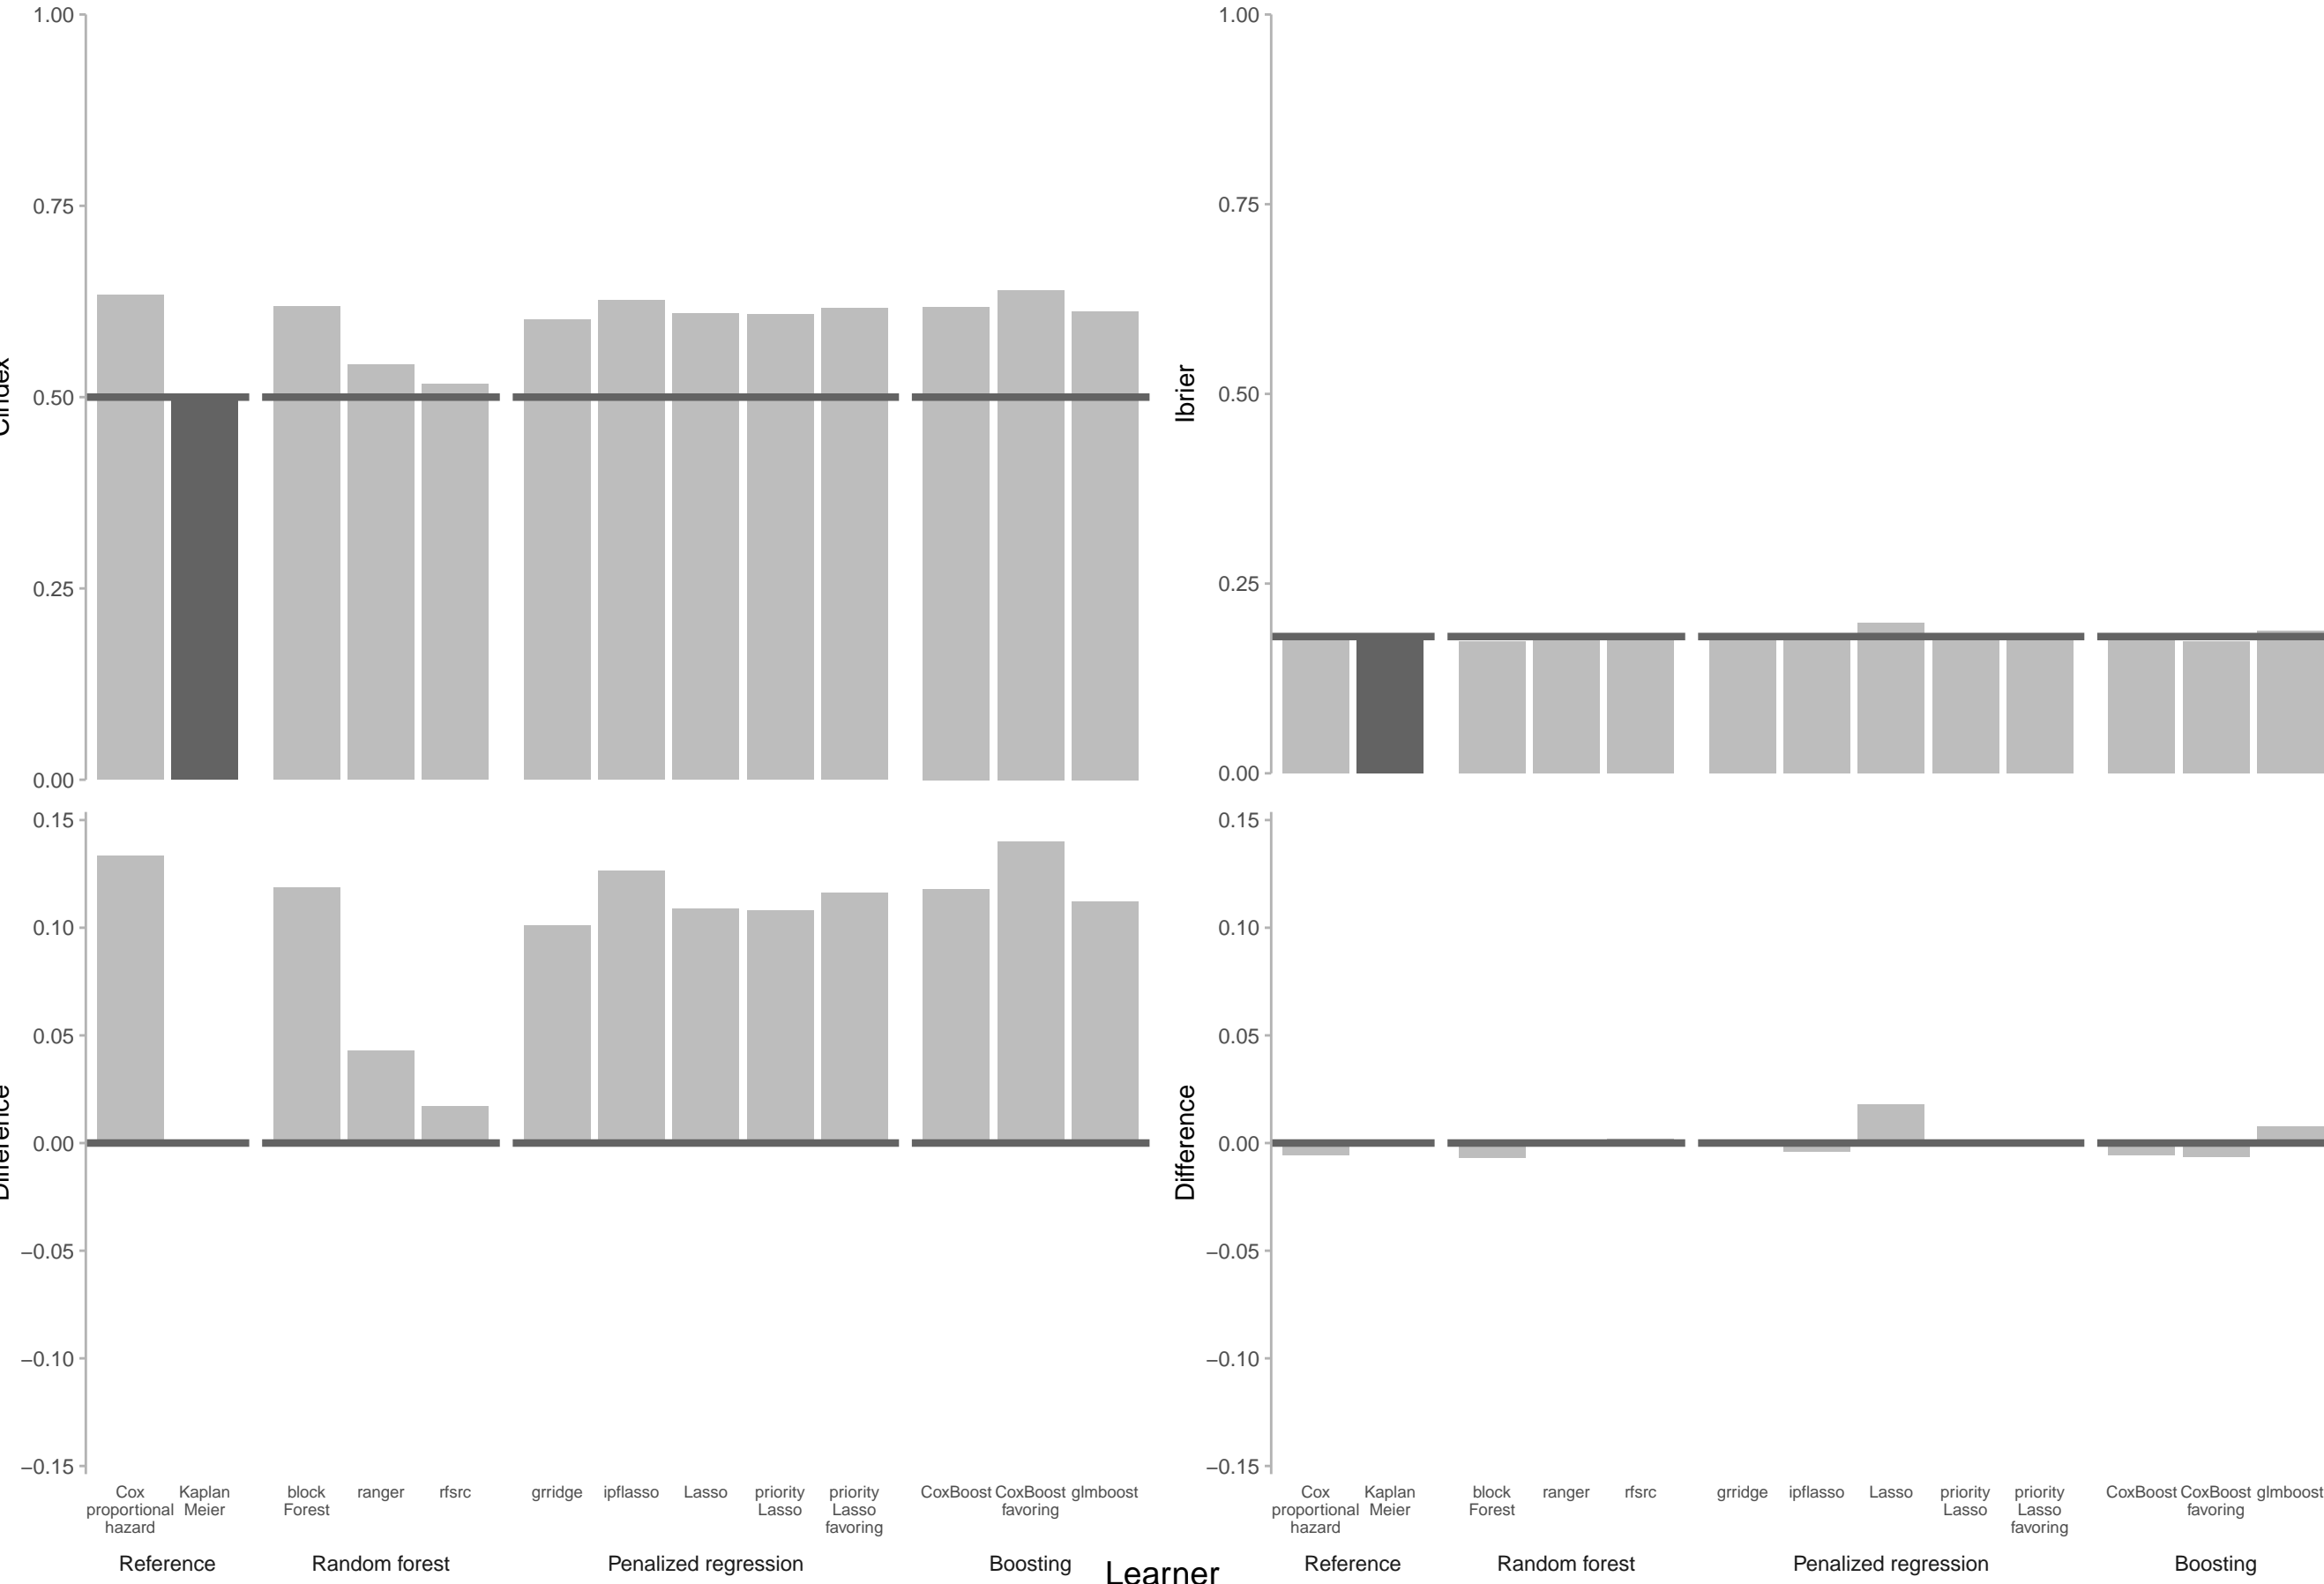 1.00
0.75
0.50
0.25
0.00
Cindex
1.00
0.75
0.50
0.25
0.00
Ibrier
0.15
0.10
0.05
0.00
−0.05
−0.10
−0.15
Difference
0.15
0.10
0.05
0.00
−0.05
−0.10
−0.15
Difference
Cox
proportional
hazard
Kaplan
Meier
block
Forest
ranger
rfsrc
grridge
ipflasso
Lasso
priority
Lasso
priority
Lasso
favoring
CoxBoost
CoxBoost
favoring
glmboost
Reference
Random forest
Penalized regression
Boosting
Cox
proportional
hazard
Kaplan
Meier
block
Forest
ranger
rfsrc
grridge
ipflasso
Lasso
priority
Lasso
priority
Lasso
favoring
CoxBoost
CoxBoost
favoring
glmboost
Reference
Random forest
Penalized regression
Boosting
Learner